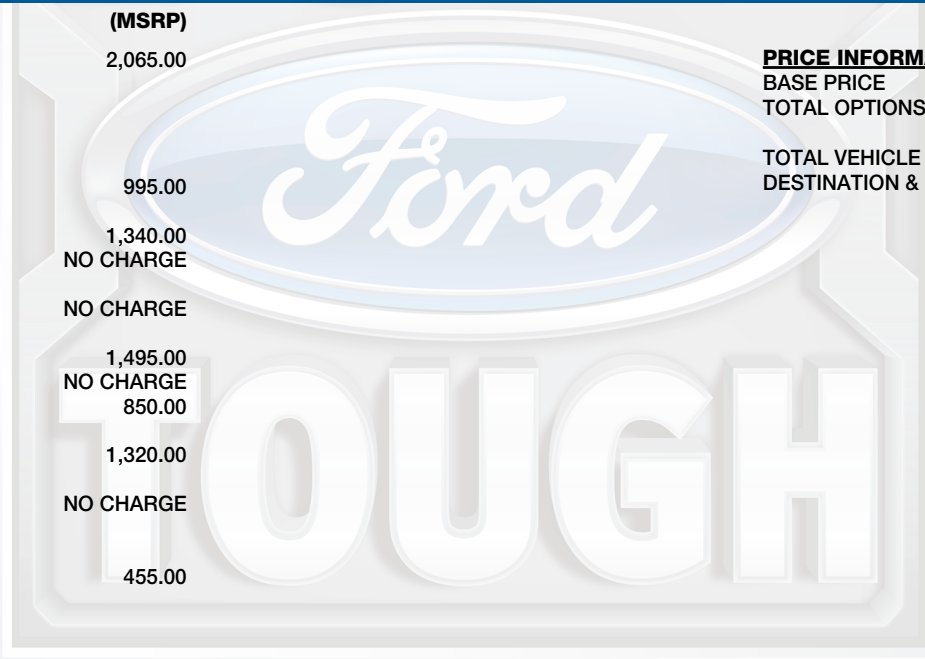 (MSRP)
2,065.00
995.00
1,340.00
NO CHARGE
NO CHARGE
1,495.00
NO CHARGE
850.00
1,320.00
NO CHARGE
455.00
PRICE INFORMA
BASE PRICE
TOTAL OPTIONS
TOTAL VEHICLE
DESTINATION &
Ford
TOUGH